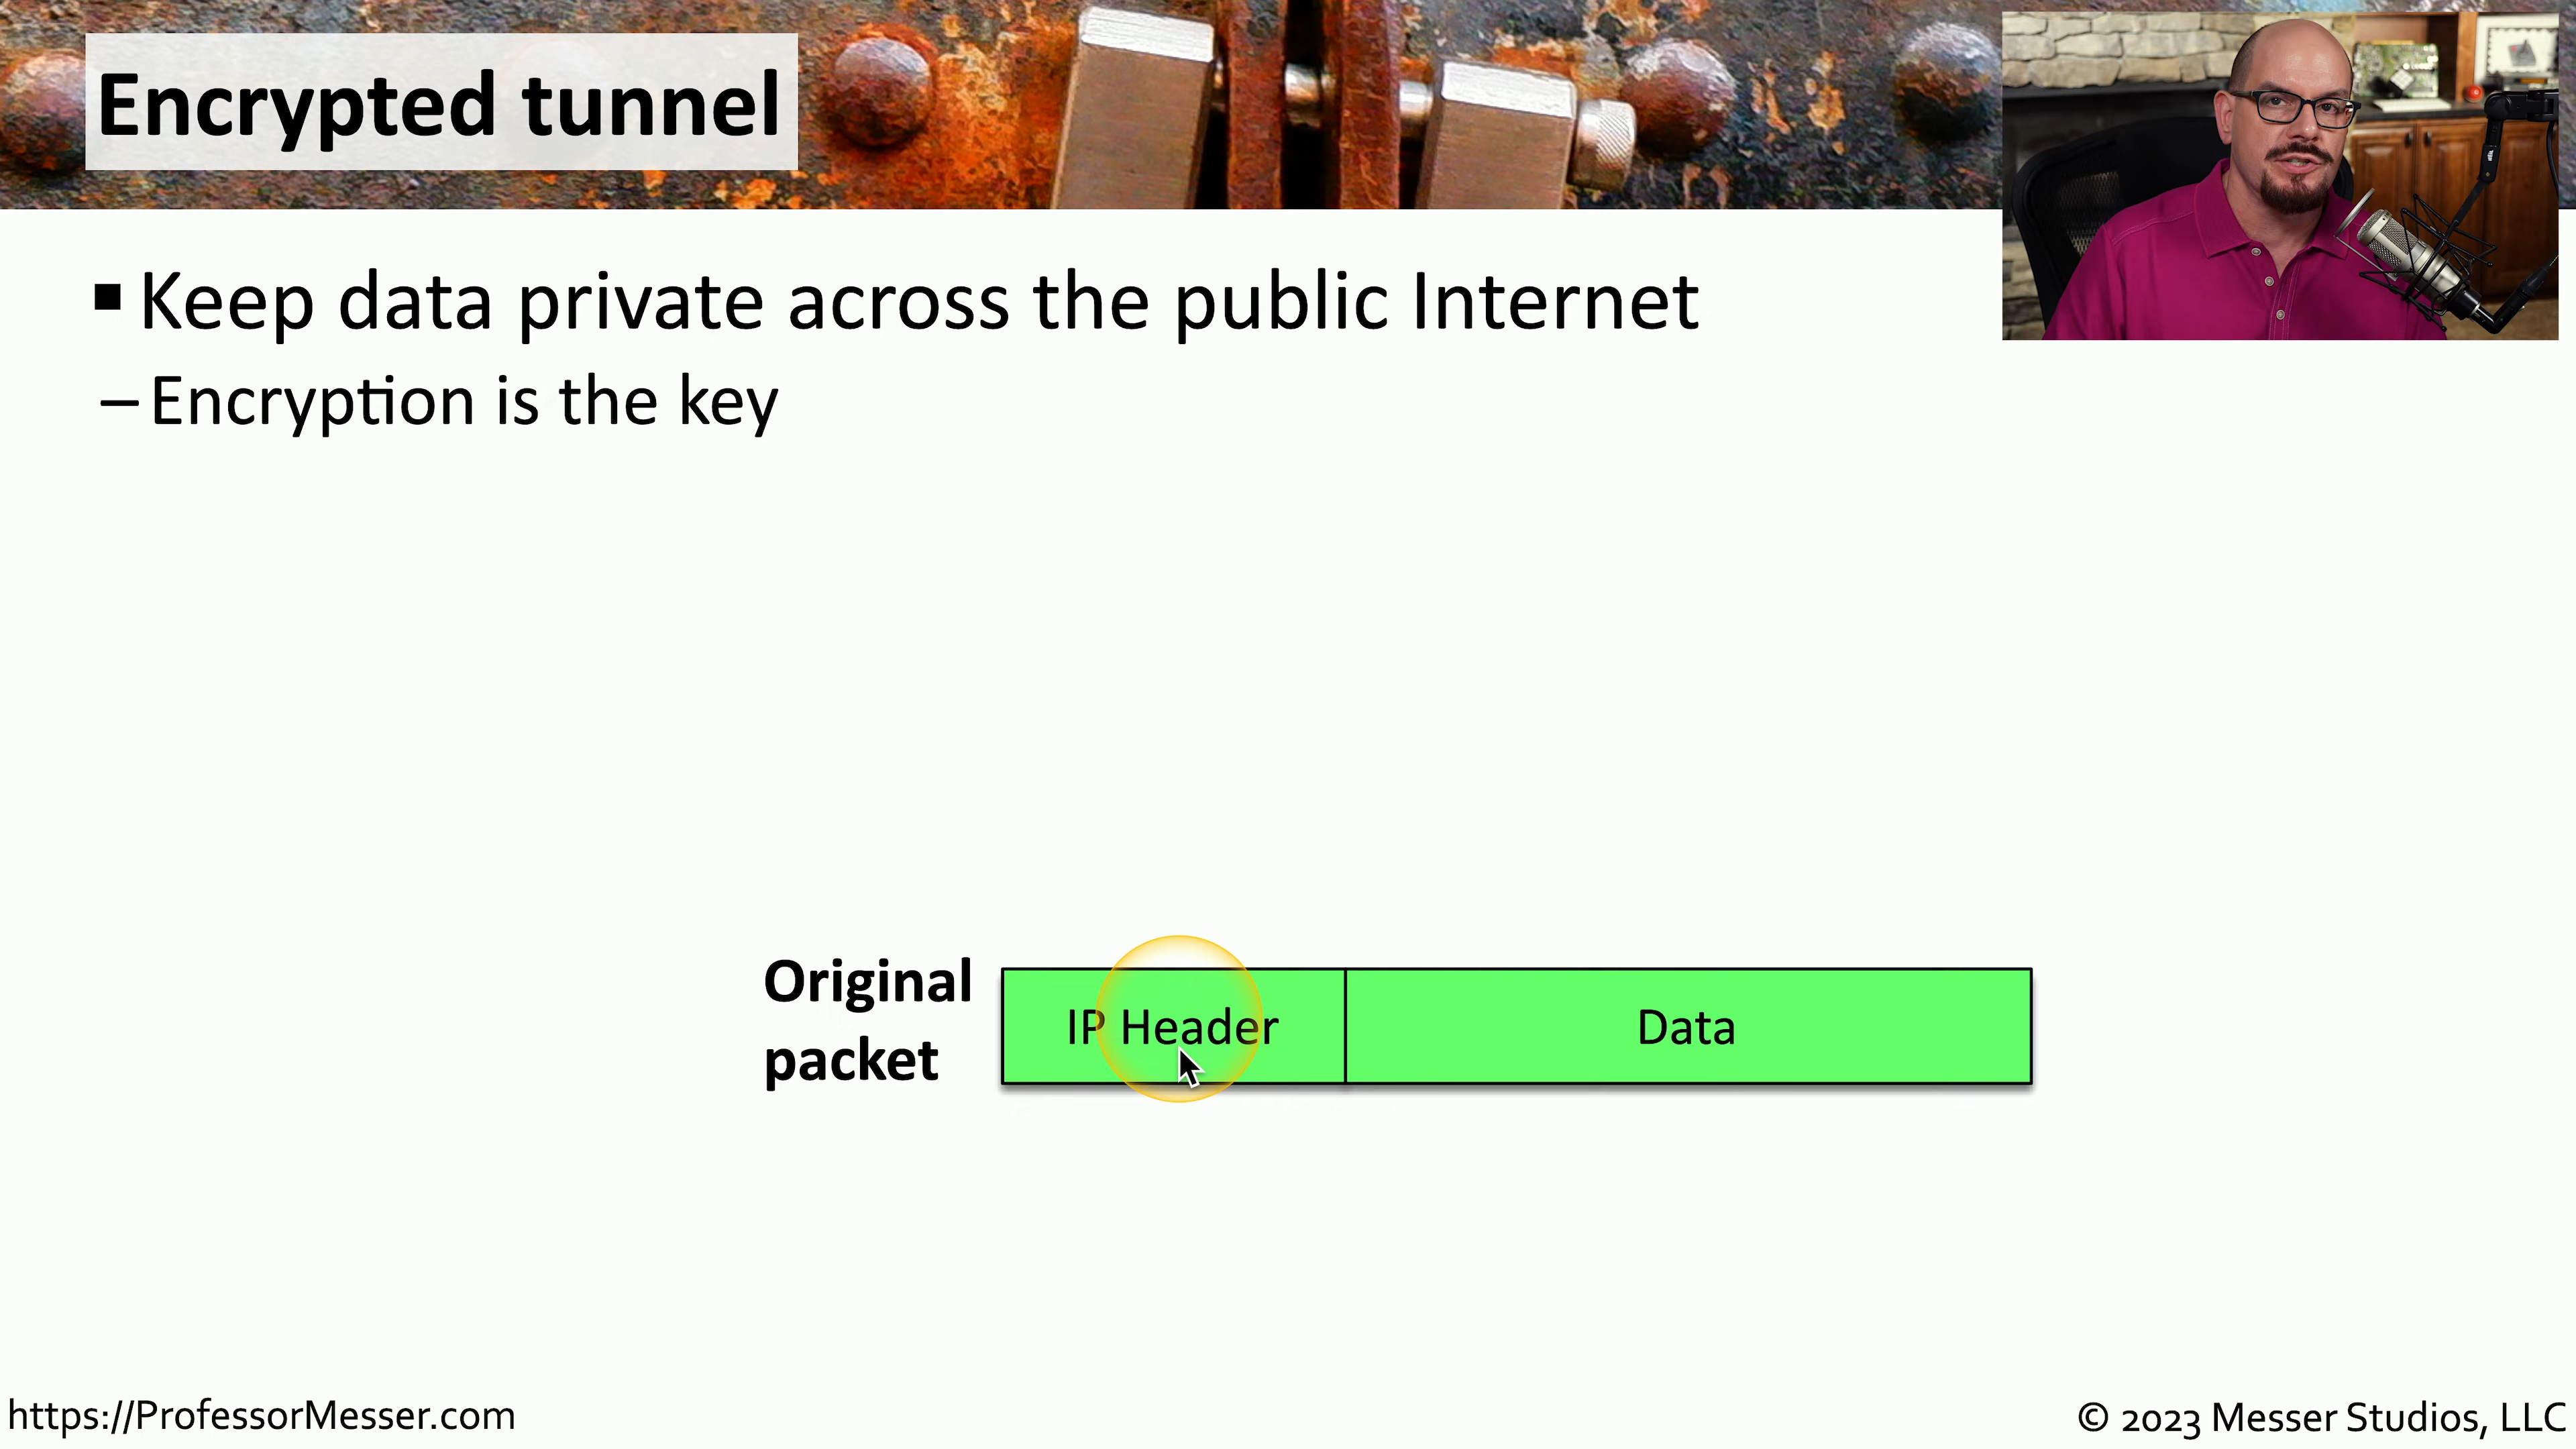 Encrypted tunnel
▪ Keep data private across the public Internet
– Encryption is the key
Original
packet
IP Header
Data
https://ProfessorMesser.com
© 2023 Messer Studios, LLC